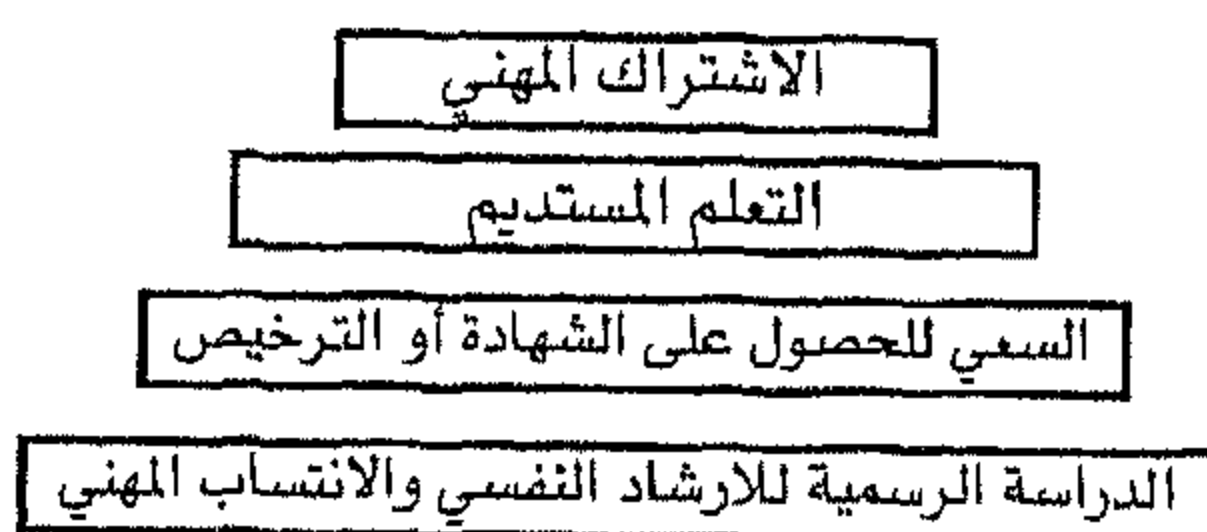 الاشتراك المهني
التعلم المستديم
السعي للحصول على الشهادة أو الترخيص
الدراسة الرسمية للارشاد النفسي والانتساب المهني